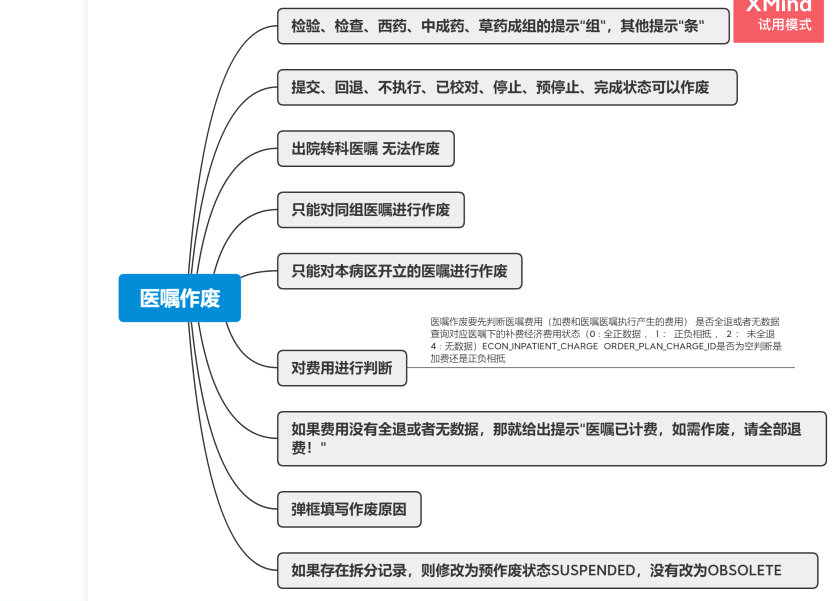 XMind
试用模式
检验、检查、西药、中成药、草药成组的提示"组"，其他提示"条"
提交、回退、不执行、已校对、停止、预停止、完成状态可以作废
出院转科医嘱 无法作废
只能对同组医嘱进行作废
只能对本病区开立的医嘱进行作废
医嘱作废
医嘱作废要先判断医嘱费用（加费和医嘱医嘱执行产生的费用） 是否全退或者无数据
查询对应医嘱下的补费经济费用状态（0：全正数据 ， 1： 正负相抵 ， 2： 未全退
4：无数据）ECON_INPATIENT_CHARGE ORDER_PLAN_CHARGE_ID是否为空判断是
加费还是正负相抵
对费用进行判断
如果费用没有全退或者无数据，那就给出提示"医嘱已计费，如需作废，请全部退
费！"
弹框填写作废原因
如果存在拆分记录，则修改为预作废状态SUSPENDED，没有改为OBSOLETE